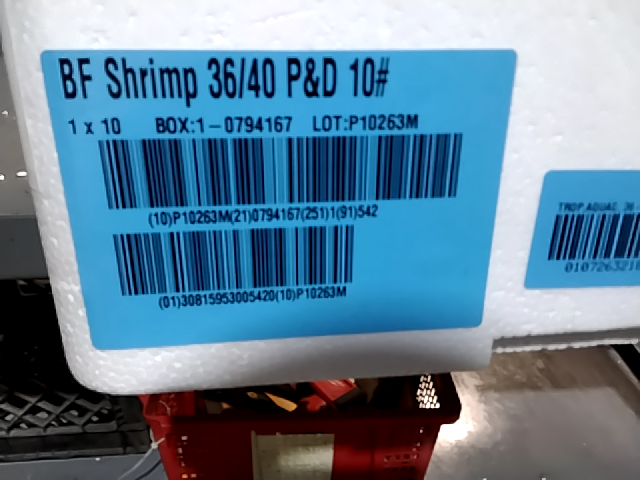 BF Shrimp 36/40 P&D 10#
1 x 10 BOX:1-0794167 LOT:P10263M
(10)P10263M(21)0794167(251)1(91)542
(01)30815953005420(10)P10263M
TROP.AQUAC. 36